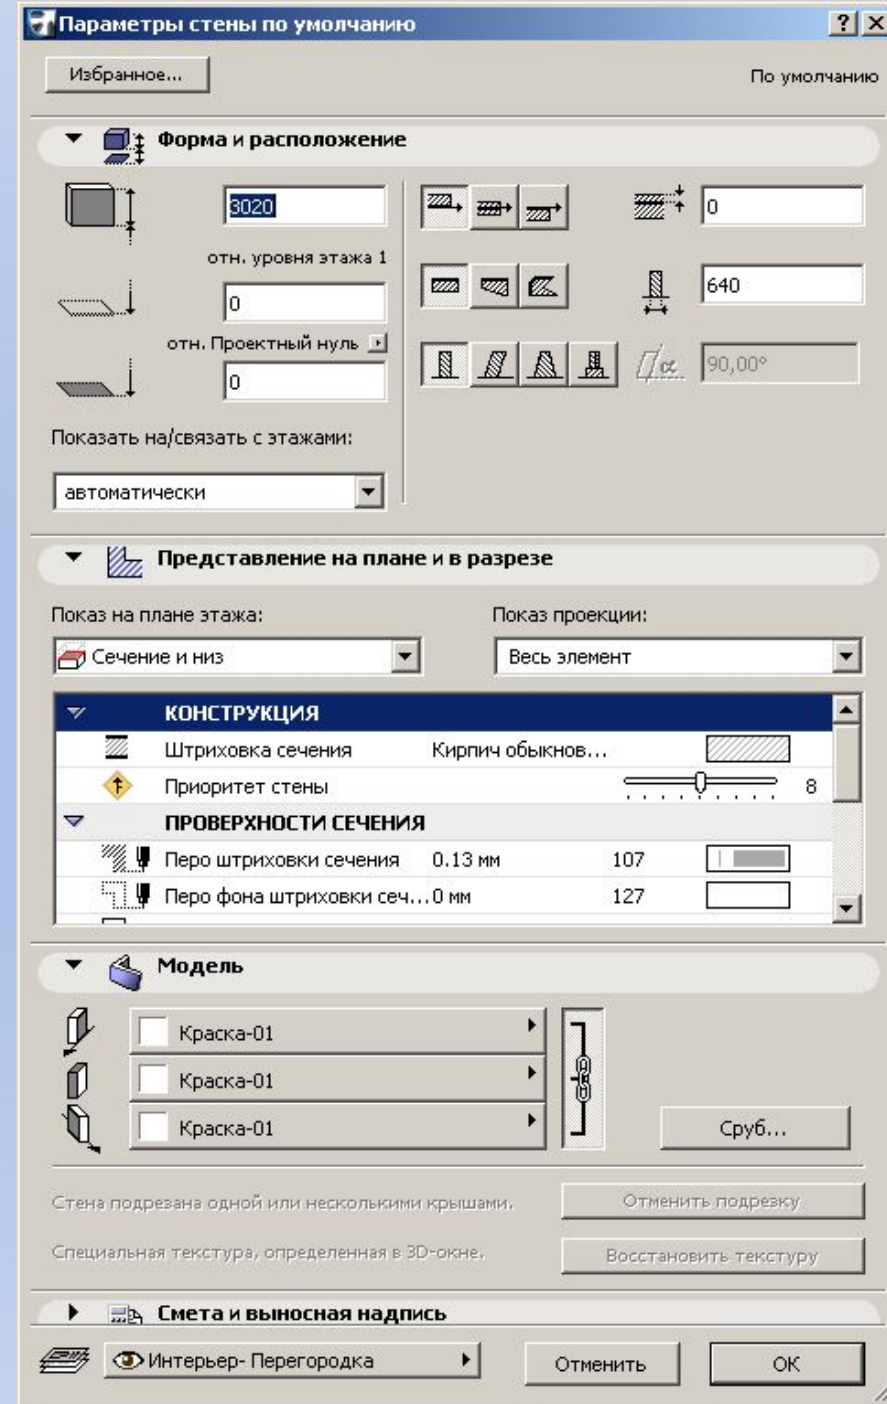 Параметры стены по умолчанию
Избранное...
По умолчанию
Форма и расположение
3020
0
отн. уровня этажа 1
0
640
отн. Проектный нуль
0
α 90,00°
Показать на/связать с этажами:
автоматически
Представление на плане и в разрезе
Показ на плане этажа: Показ проекции:
Сечение и низ Весь элемент
КОНСТРУКЦИЯ
Штриховка сечения Кирпич обыкнов...
Приоритет стены 8
ПРОВЕРХНОСТИ СЕЧЕНИЯ
Перо штриховки сечения 0.13 мм 107
Перо фона штриховки сеч... 0 мм 127
Модель
Краска-01
Краска-01
Краска-01
Сруб...
Стена подрезана одной или несколькими крышами. Отменить подрезку
Специальная текстура, определенная в 3D-окне. Восстановить текстуру
Смета и выносная надпись
Интерьер- Перегородка Отменить ОК